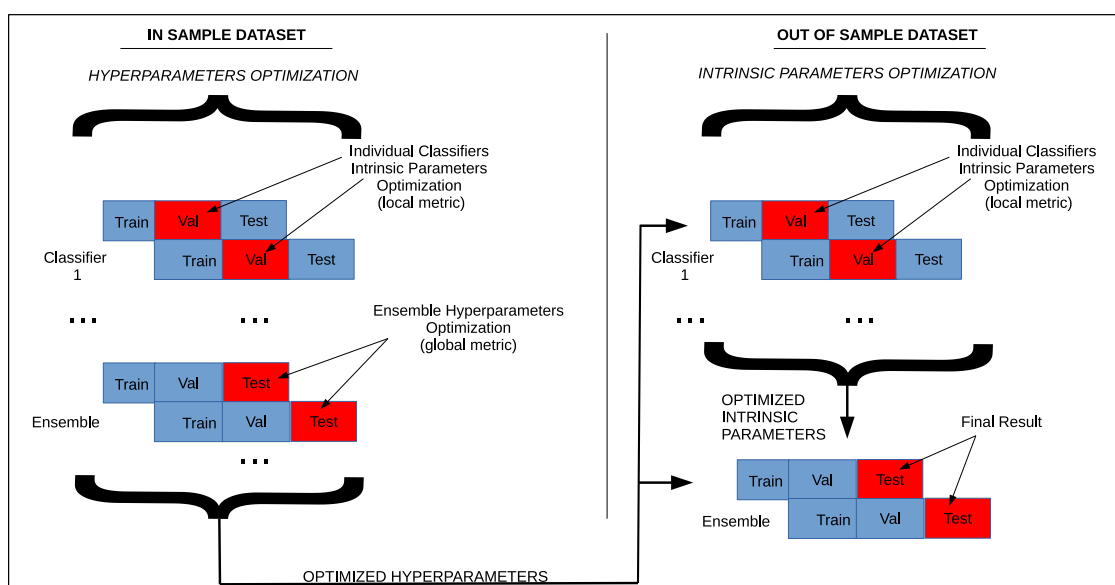 IN SAMPLE DATASET
HYPERPARAMETERS OPTIMIZATION
Individual Classifiers
Intrinsic Parameters
Optimization
(local metric)
Train Val Test
Train Val Test
Classifier
1
... ...
Ensemble Hyperparameters
Optimization
(global metric)
Train Val Test
Train Val Test
Ensemble
...
OPTIMIZED HYPERPARAMETERS
OUT OF SAMPLE DATASET
INTRINSIC PARAMETERS OPTIMIZATION
Individual Classifiers
Intrinsic Parameters
Optimization
(local metric)
Train Val Test
Train Val Test
Classifier
1
... ...
OPTIMIZED
INTRINSIC
PARAMETERS
Final Result
Train Val Test
Train Val Test
Ensemble